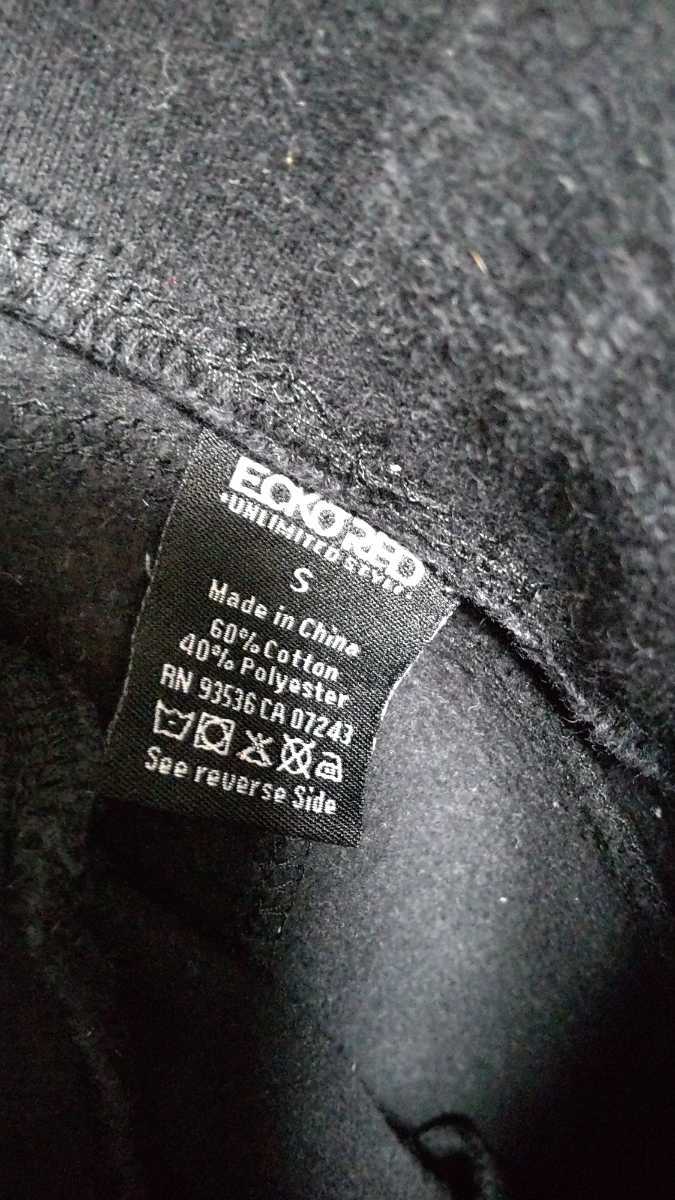 ECKO RED
•UNLIMITED STYLE•
S
Made in China
60% Cotton
40% Polyester
RN 93536 CA 07243
See reverse Side